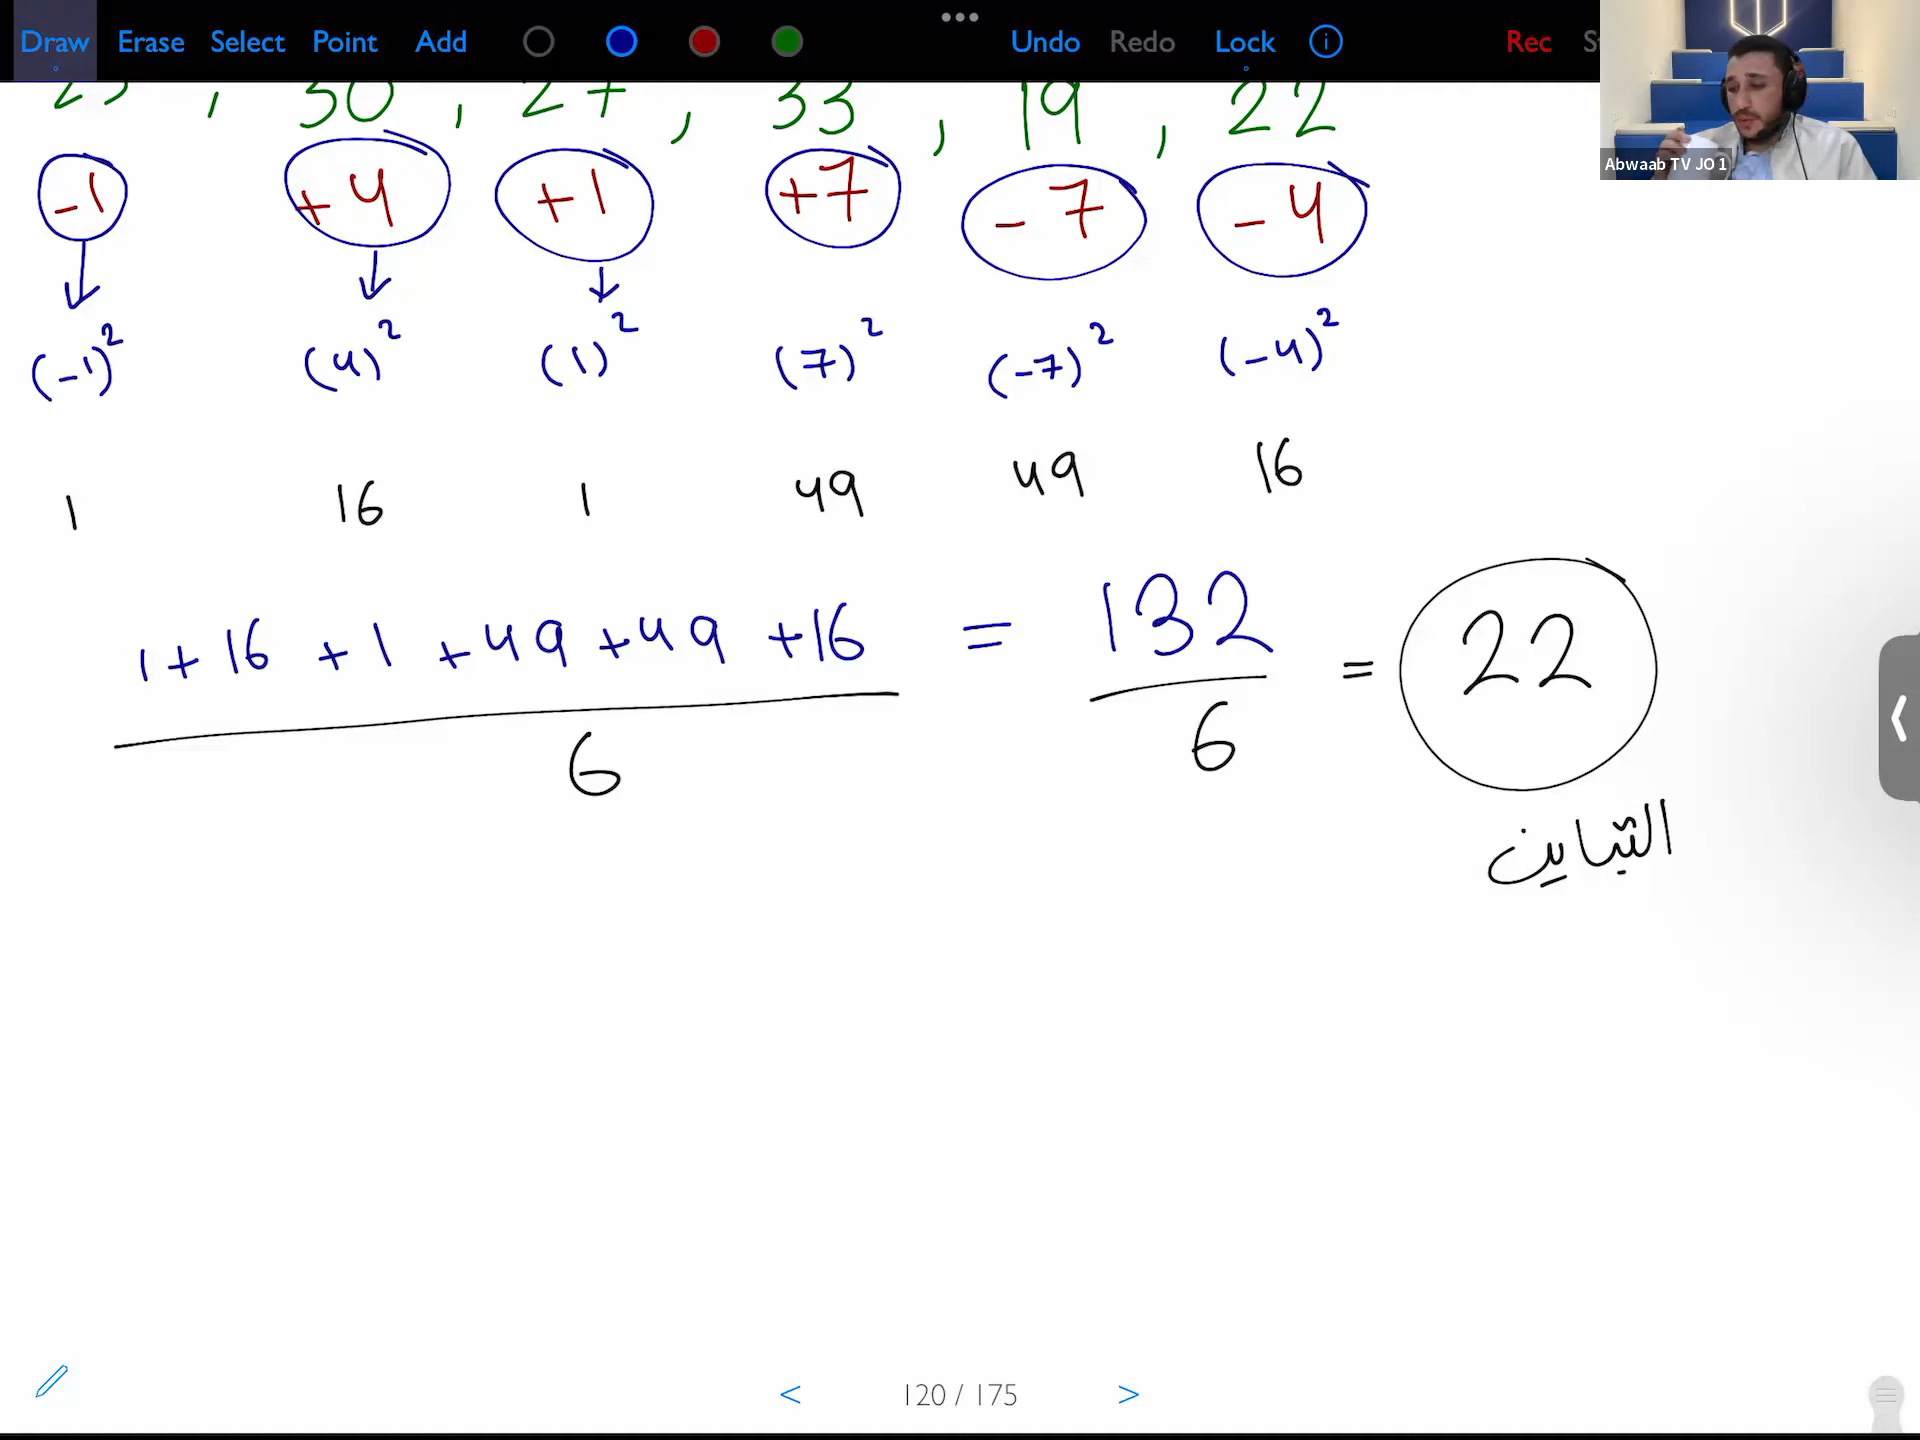 Draw Erase Select Point Add Undo Redo Lock Rec
Abwaab TV JO 1
, 30 , 27 , 33 , 19 , 22
-1 +4 +1 +7 -7 -4
(-1)² (4)² (1)² (7)² (-7)² (-4)²
1 16 1 49 49 16
1 + 16 + 1 + 49 + 49 + 16 = 132 = 22
6 6
التباين
< 120 / 175 >